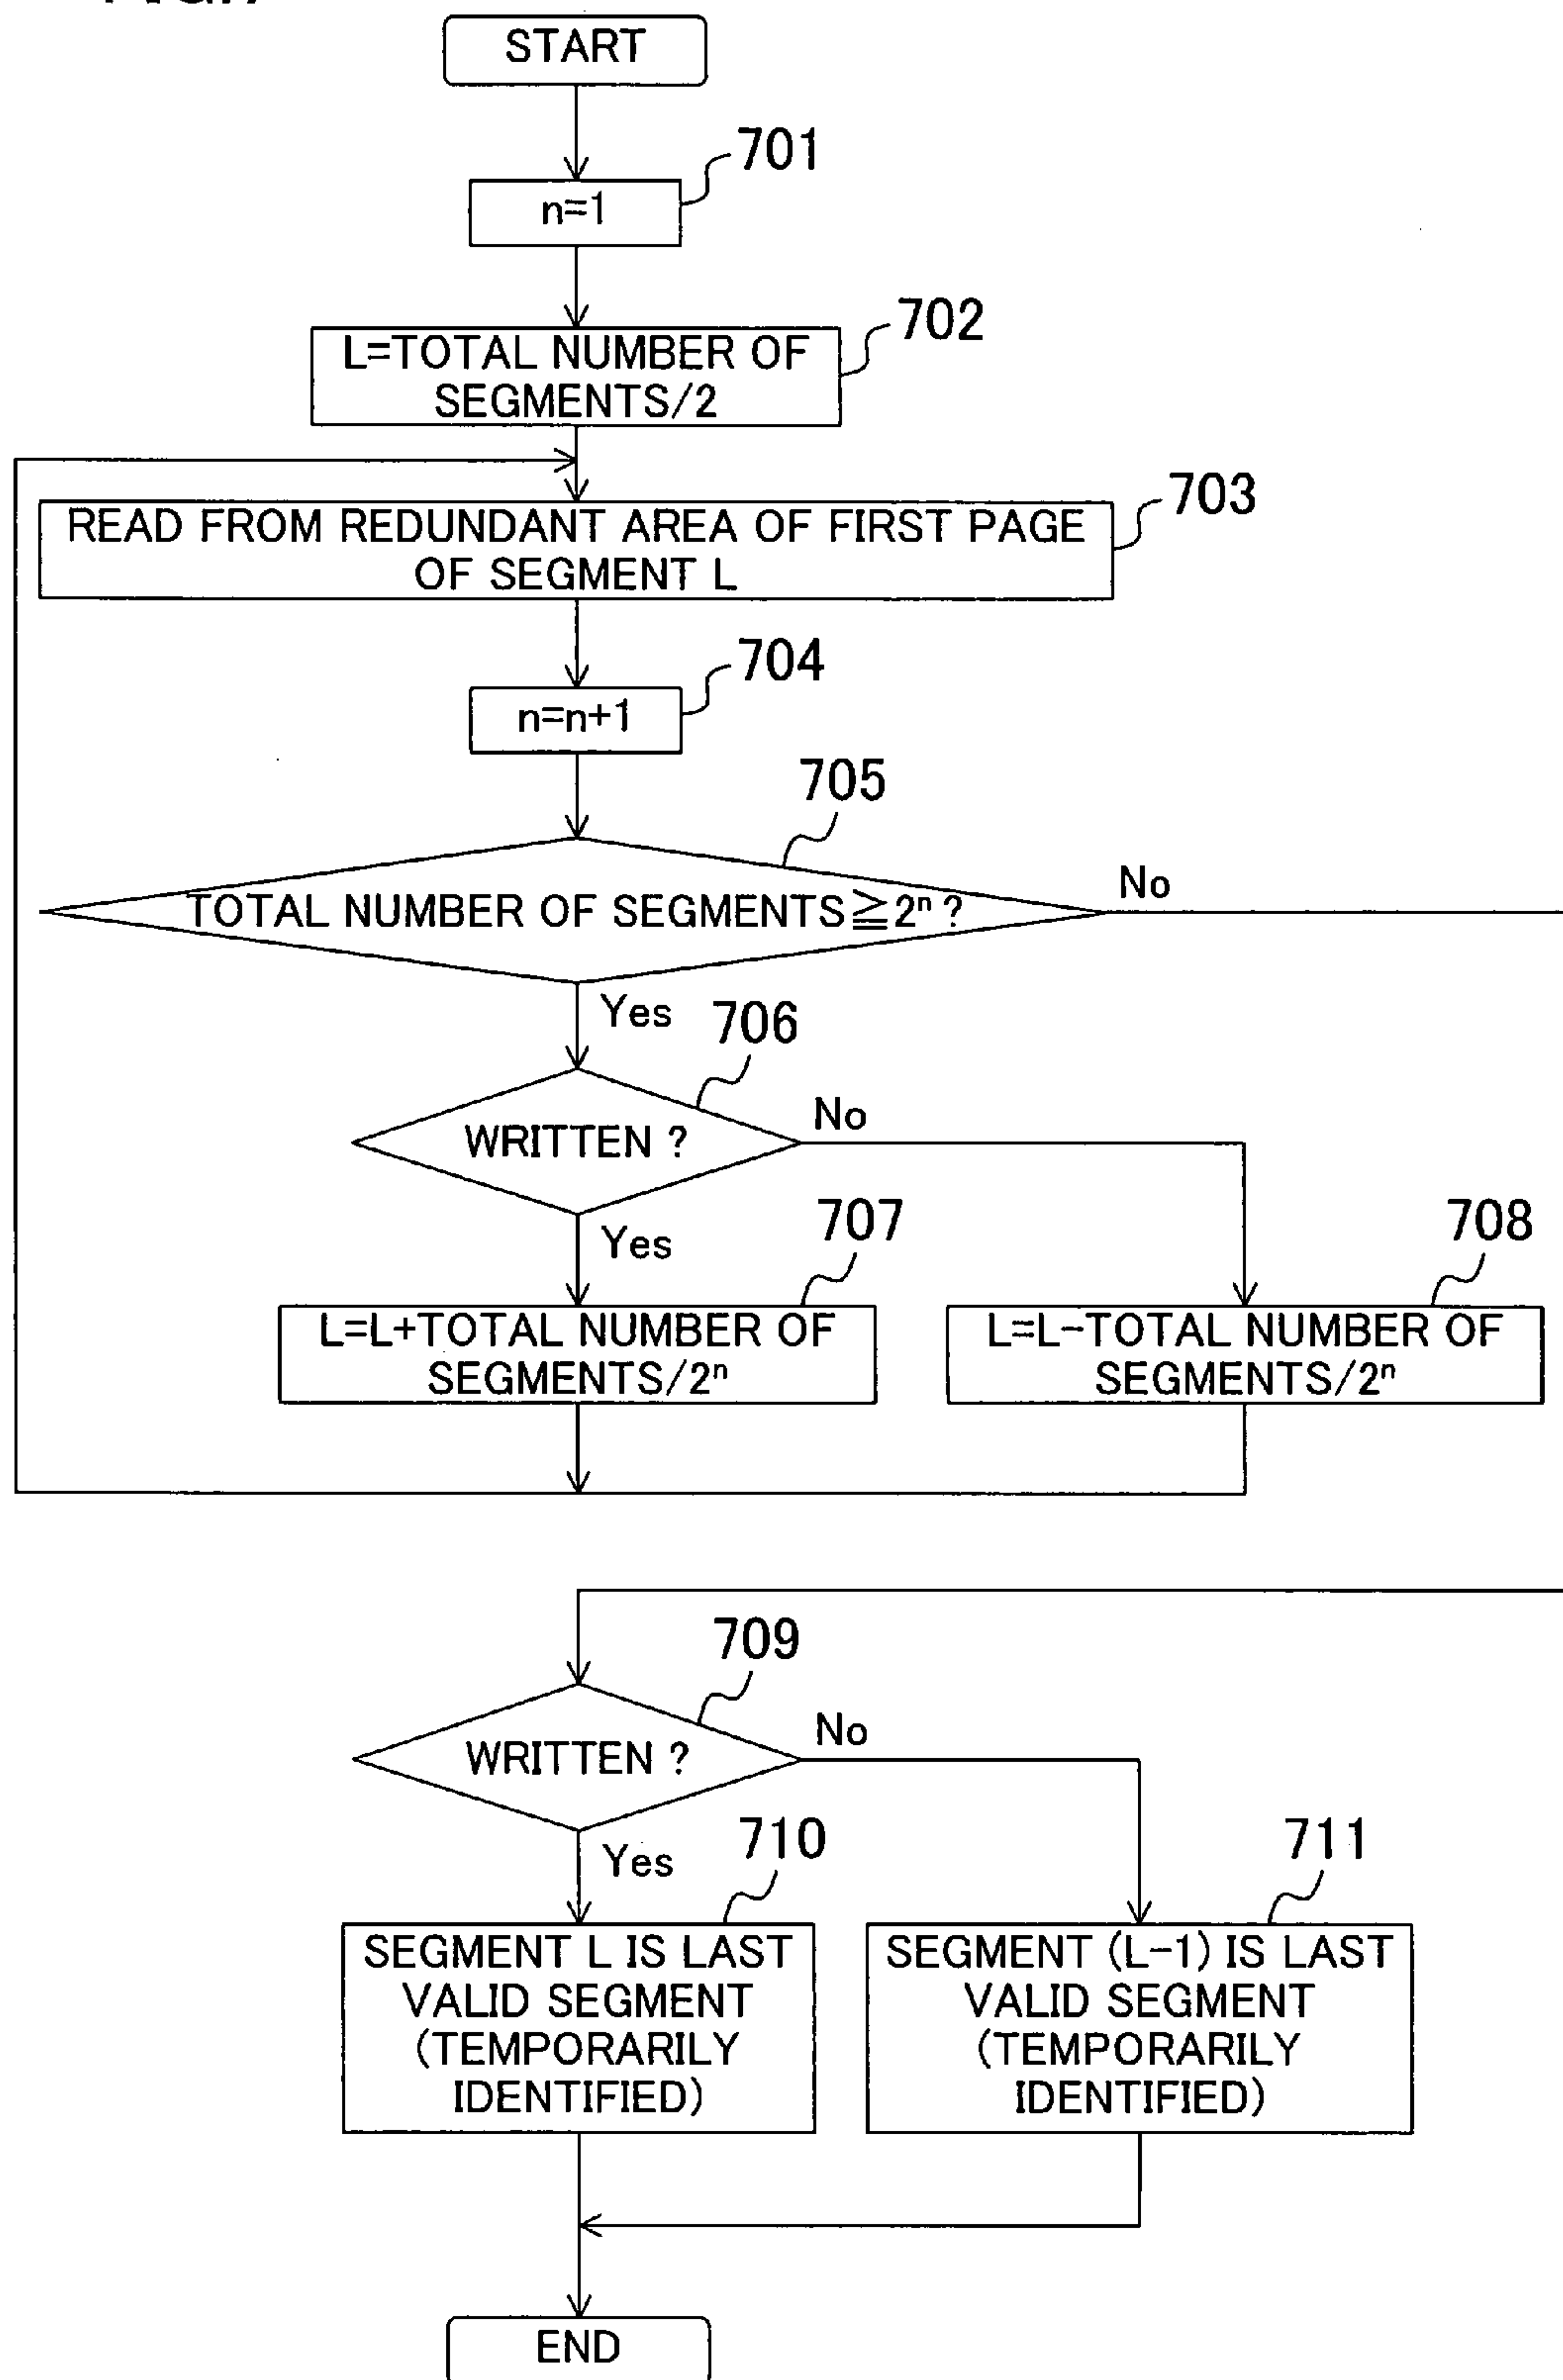 START
701
n=1
702
L=TOTAL NUMBER OF
SEGMENTS/2
703
READ FROM REDUNDANT AREA OF FIRST PAGE
OF SEGMENT L
704
n=n+1
705
TOTAL NUMBER OF SEGMENTS≧2ⁿ ?
No
Yes
706
WRITTEN ?
No
Yes
707
L=L+TOTAL NUMBER OF
SEGMENTS/2ⁿ
708
L=L-TOTAL NUMBER OF
SEGMENTS/2ⁿ
709
WRITTEN ?
No
Yes
710
SEGMENT L IS LAST
VALID SEGMENT
(TEMPORARILY
IDENTIFIED)
711
SEGMENT (L-1) IS LAST
VALID SEGMENT
(TEMPORARILY
IDENTIFIED)
END